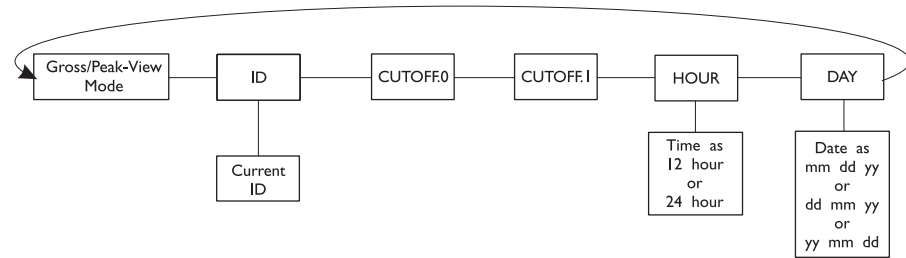 Gross/Peak-View
Mode
ID
CUTOFF.0
CUTOFF.1
HOUR
DAY
Current
ID
Time as
12 hour
or
24 hour
Date as
mm dd yy
or
dd mm yy
or
yy mm dd